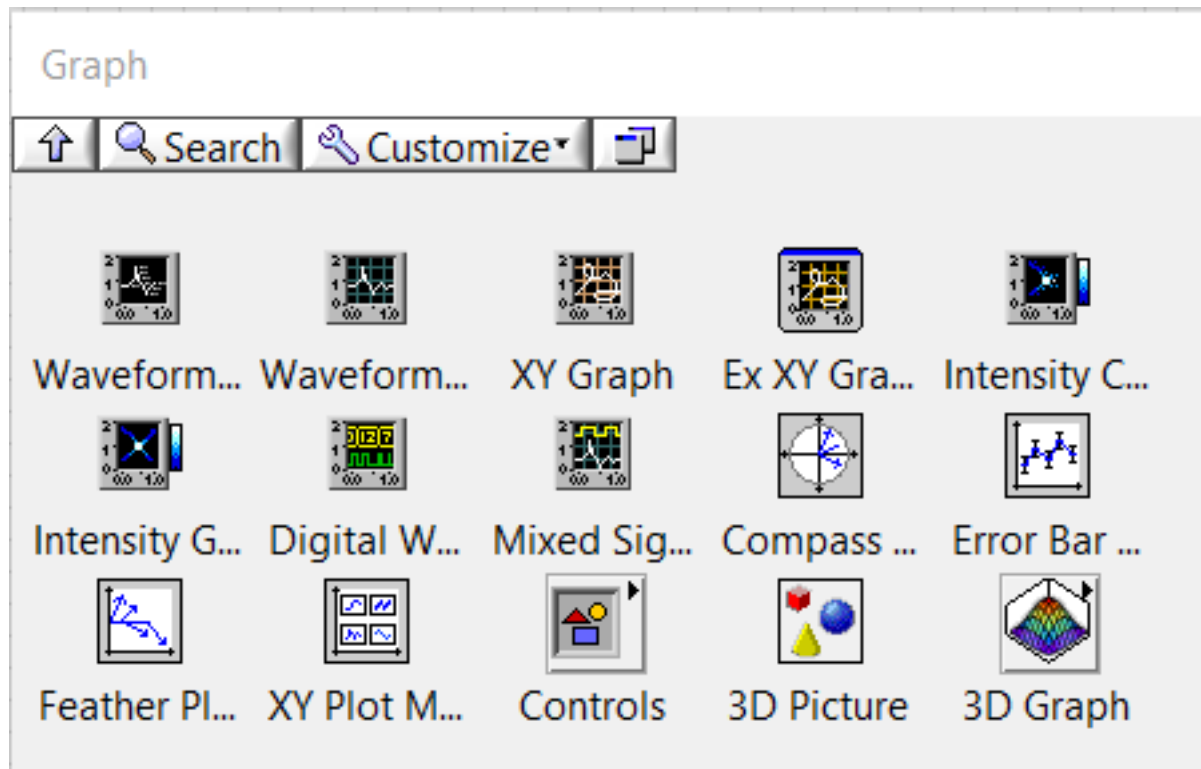 Graph
Search Customize
Waveform... Waveform... XY Graph Ex XY Gra... Intensity C...
Intensity G... Digital W... Mixed Sig... Compass ... Error Bar ...
Feather Pl... XY Plot M... Controls 3D Picture 3D Graph